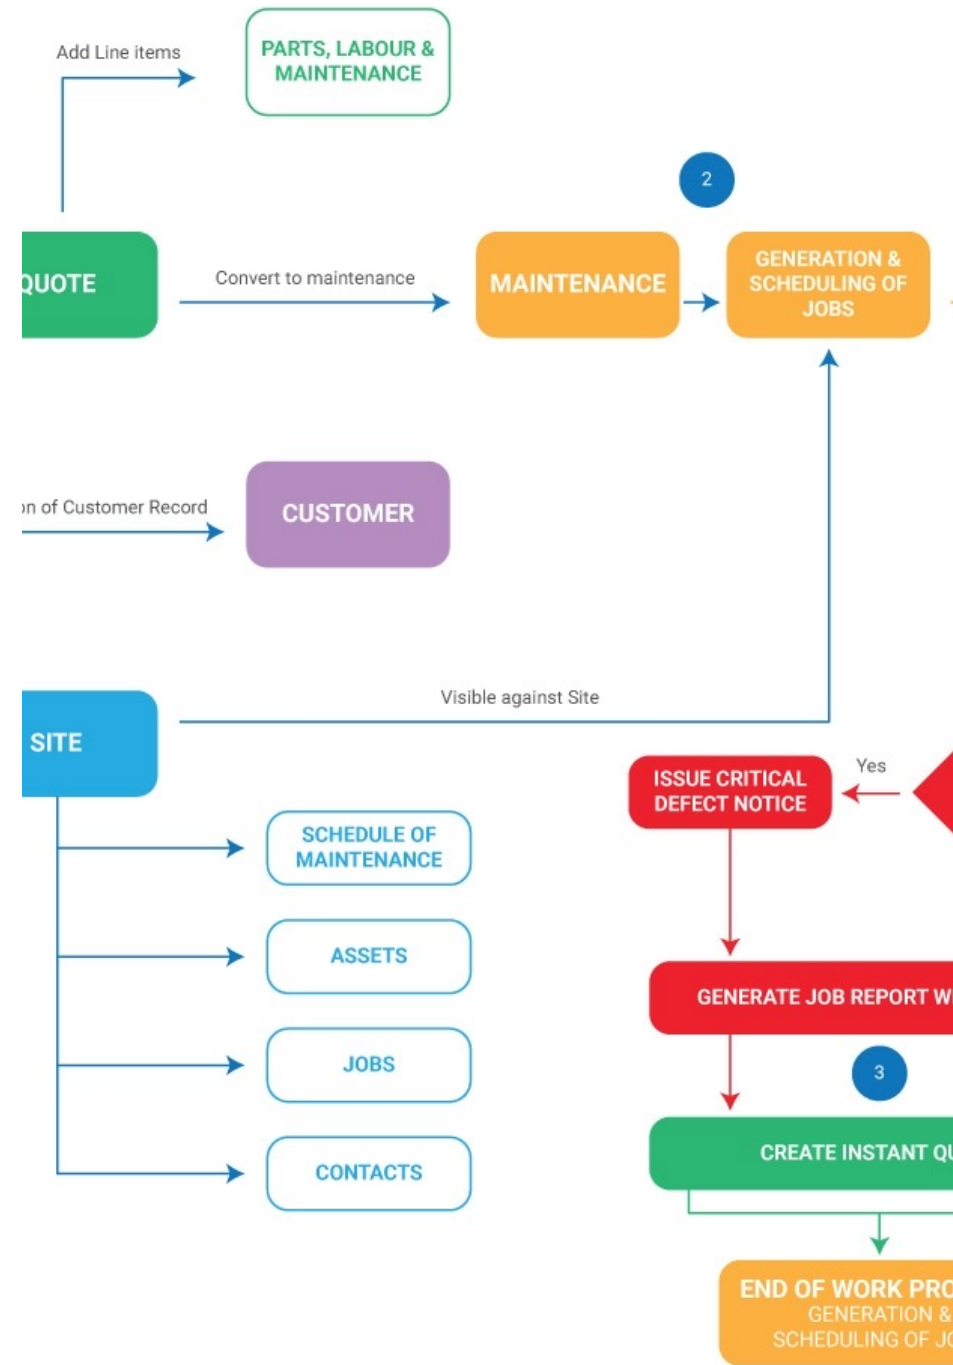 Add Line items
PARTS, LABOUR &
MAINTENANCE
2
QUOTE
Convert to maintenance
MAINTENANCE
GENERATION &
SCHEDULING OF
JOBS
on of Customer Record
CUSTOMER
Visible against Site
SITE
ISSUE CRITICAL
DEFECT NOTICE
Yes
SCHEDULE OF
MAINTENANCE
ASSETS
GENERATE JOB REPORT
JOBS
3
CREATE INSTANT
CONTACTS
END OF WORK
GENERATION &
SCHEDULING OF